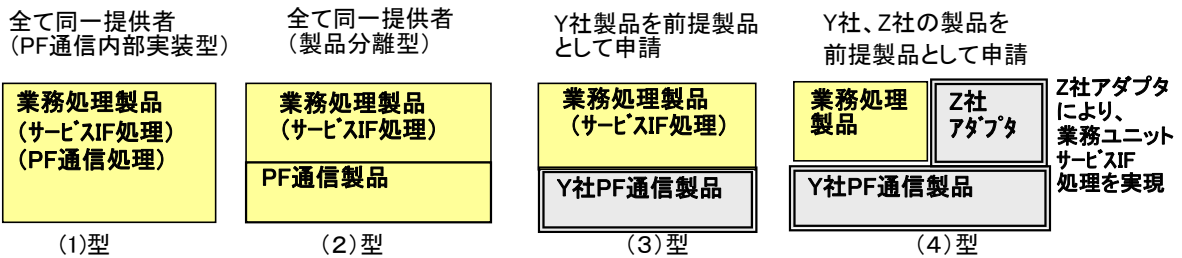 全て同一提供者
（PF通信内部実装型）
業務処理製品
（サービスIF処理）
（PF通信処理）
(1)型
全て同一提供者
（製品分離型）
業務処理製品
（サービスIF処理）
PF通信製品
（２）型
Y社製品を前提製品
として申請
業務処理製品
（サービスIF処理）
Y社PF通信製品
（３）型
Y社、Z社の製品を
前提製品として申請
業務処理
製品
Z社
アダプタ
Y社PF通信製品
Z社アダプタ
により、
業務ユニット
サービスIF
処理を実現
（４）型